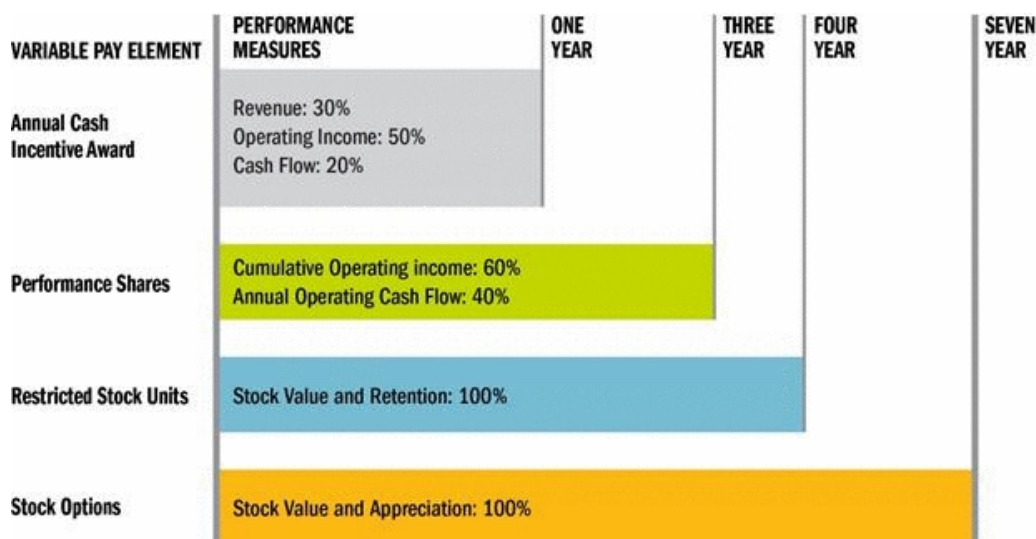 VARIABLE PAY ELEMENT
PERFORMANCE
MEASURES
ONE
YEAR
THREE
YEAR
FOUR
YEAR
SEVEN
YEAR
Annual Cash
Incentive Award
Revenue: 30%
Operating Income: 50%
Cash Flow: 20%
Performance Shares
Cumulative Operating income: 60%
Annual Operating Cash Flow: 40%
Restricted Stock Units
Stock Value and Retention: 100%
Stock Options
Stock Value and Appreciation: 100%